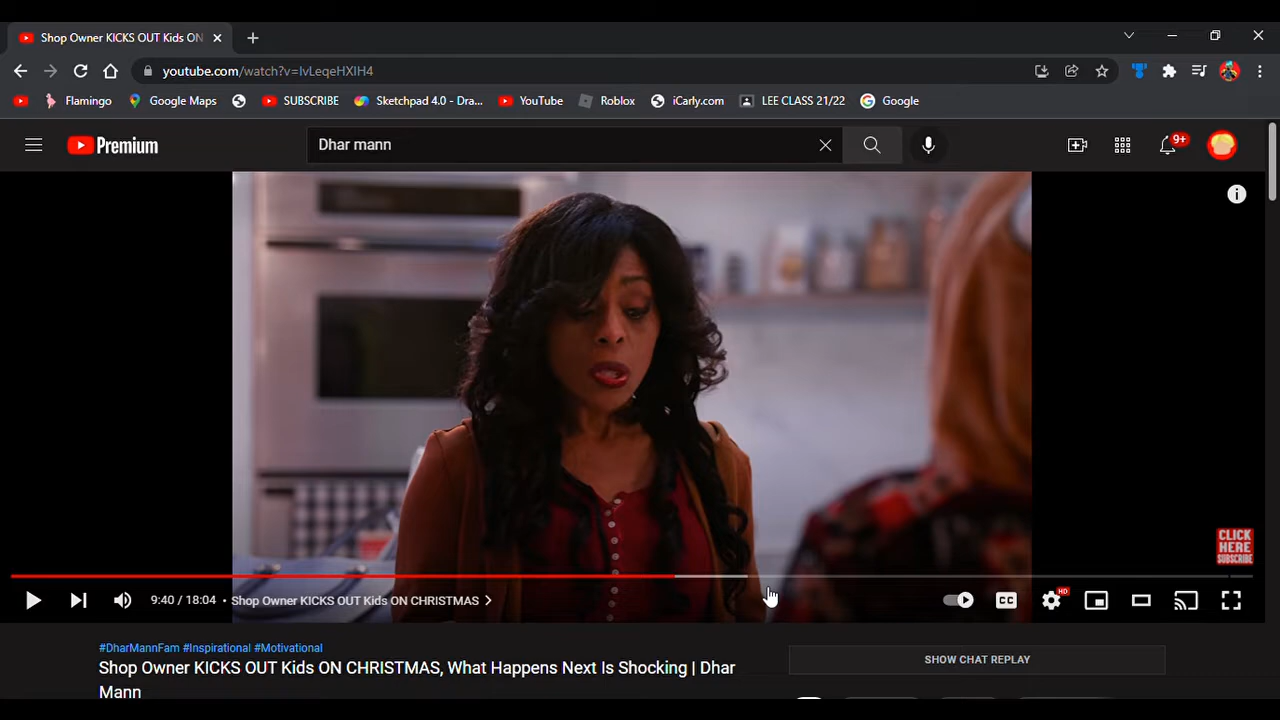 Shop Owner KICKS OUT Kids ON
youtube.com/watch?v=IvLeqeHXIH4
Flamingo Google Maps SUBSCRIBE Sketchpad 4.0 - Dra... YouTube Roblox iCarly.com LEE CLASS 21/22 Google
Premium Dhar mann 9+
CLICK
HERE
SUBSCRIBE
9:40 / 18:04 • Shop Owner KICKS OUT Kids ON CHRISTMAS CC HD
#DharMannFam #Inspirational #Motivational
Shop Owner KICKS OUT Kids ON CHRISTMAS, What Happens Next Is Shocking | Dhar
Mann
SHOW CHAT REPLAY